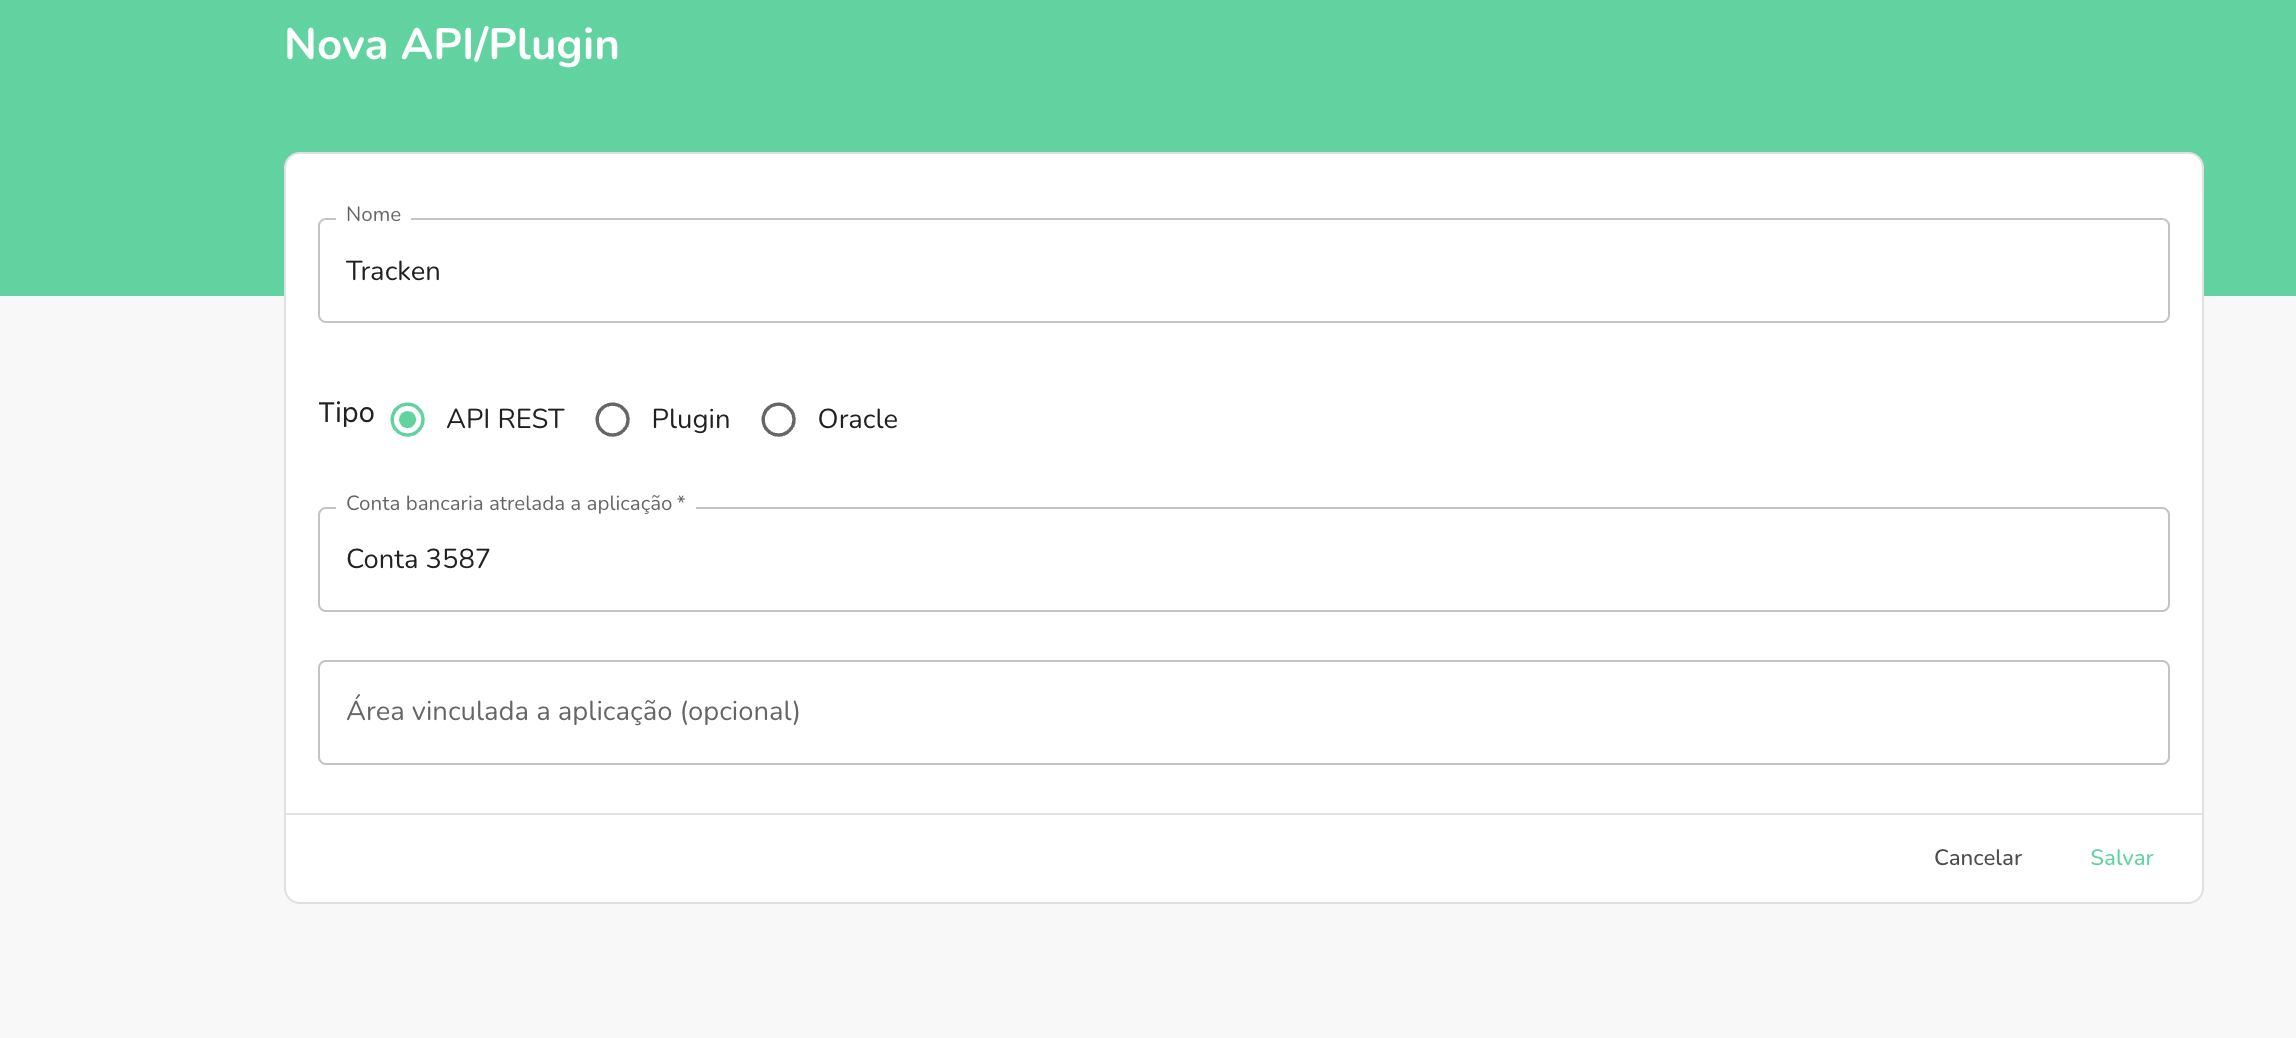 Nova API/Plugin
Nome
Tracken
Tipo API REST Plugin Oracle
Conta bancaria atrelada a aplicação *
Conta 3587
Área vinculada a aplicação (opcional)
Cancelar Salvar